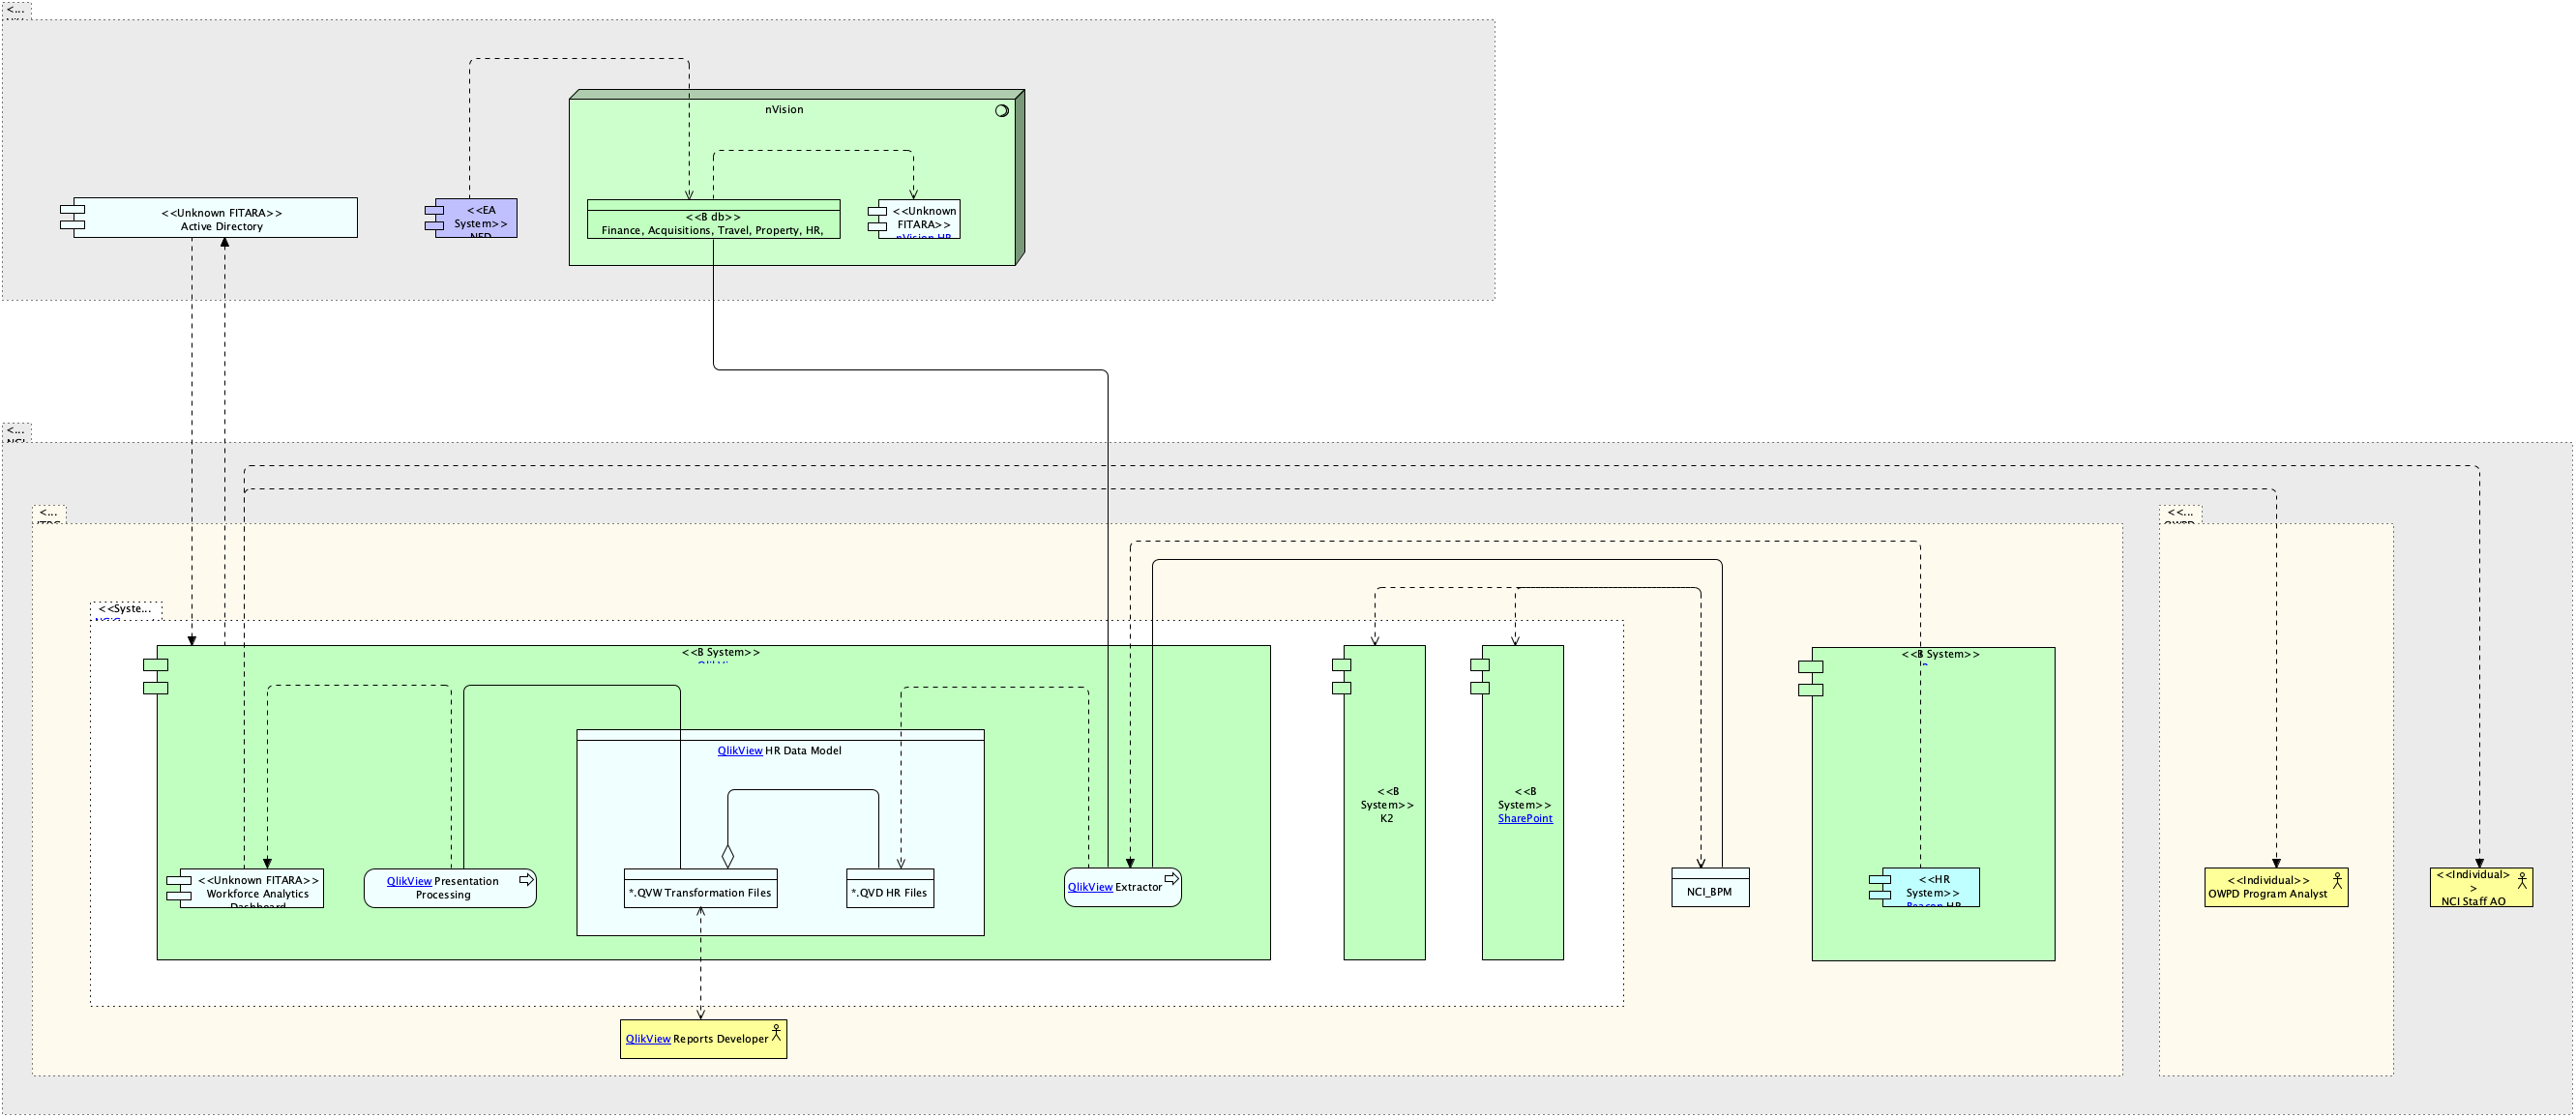 <...
nVision
<<Unknown FITARA>>
Active Directory
<<EA
System>>
NED
<<B db>>
Finance, Acquisitions, Travel, Property, HR,
<<Unknown
FITARA>>
nVision HR
<...
NCI
<...
<<...
OWPD
<<Syste...
<<B System>>
QlikView
<<B System>>
QlikView HR Data Model
<<B
System>>
K2
<<B
System>>
SharePoint
<<Unknown FITARA>>
Workforce Analytics
Dashboard
QlikView Presentation
Processing
*.QVW Transformation Files
*.QVD HR Files
QlikView Extractor
NCI_BPM
<<HR
System>>
Beacon HR
<<Individual>>
OWPD Program Analyst
<<Individual>
>
NCI Staff AO
QlikView Reports Developer